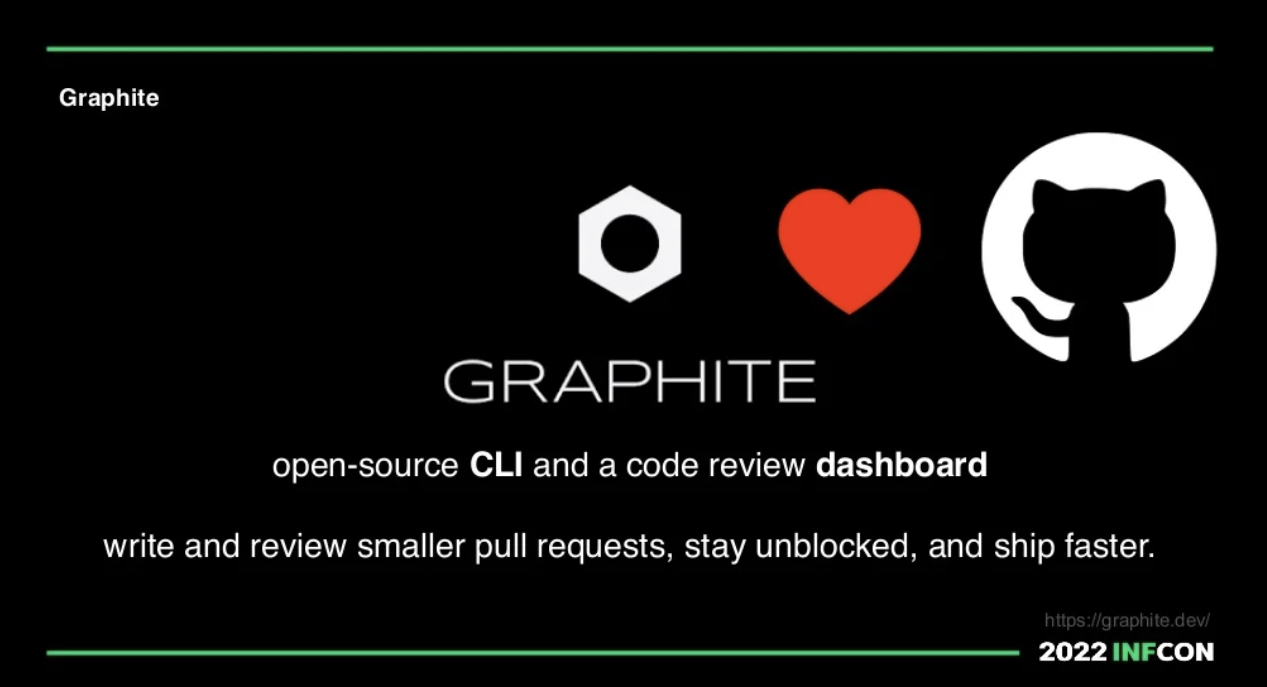 Graphite
GRAPHITE
open-source CLI and a code review dashboard
write and review smaller pull requests, stay unblocked, and ship faster.
https://graphite.dev/
2022 INFCON